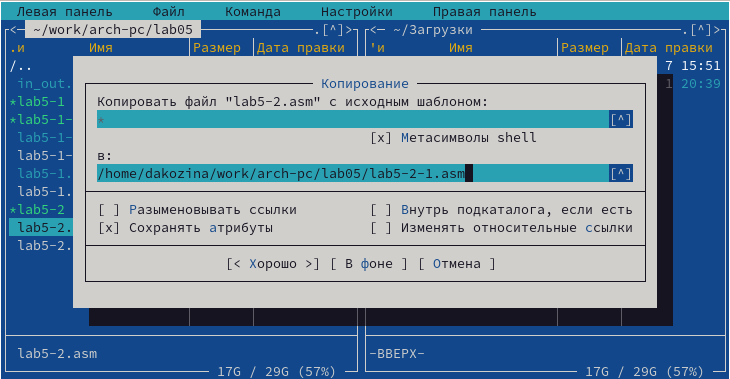 Левая панель Файл Команда Настройки Правая панель
<─ ~/work/arch-pc/lab05 .[^]> <─ ~/Загрузки .[^]>
.и Имя Размер Дата правки 'и Имя Размер Дата правки
/.. 7 15:51
in_out. 1 20:39
*lab5-1
*lab5-1-
lab5-1-
lab5-1-
lab5-1.
lab5-1.
*lab5-2
lab5-2.
lab5-2.
Копирование
Копировать файл "lab5-2.asm" с исходным шаблоном:
* [^]
[x] Метасимволы shell
в:
/home/dakozina/work/arch-pc/lab05/lab5-2-1.asm [^]
[ ] Разыменовывать ссылки [ ] Внутрь подкаталога, если есть
[x] Сохранять атрибуты [ ] Изменять относительные ссылки
[< Хорошо >] [ В фоне ] [ Отмена ]
lab5-2.asm -ВВЕРХ-
17G / 29G (57%) 17G / 29G (57%)